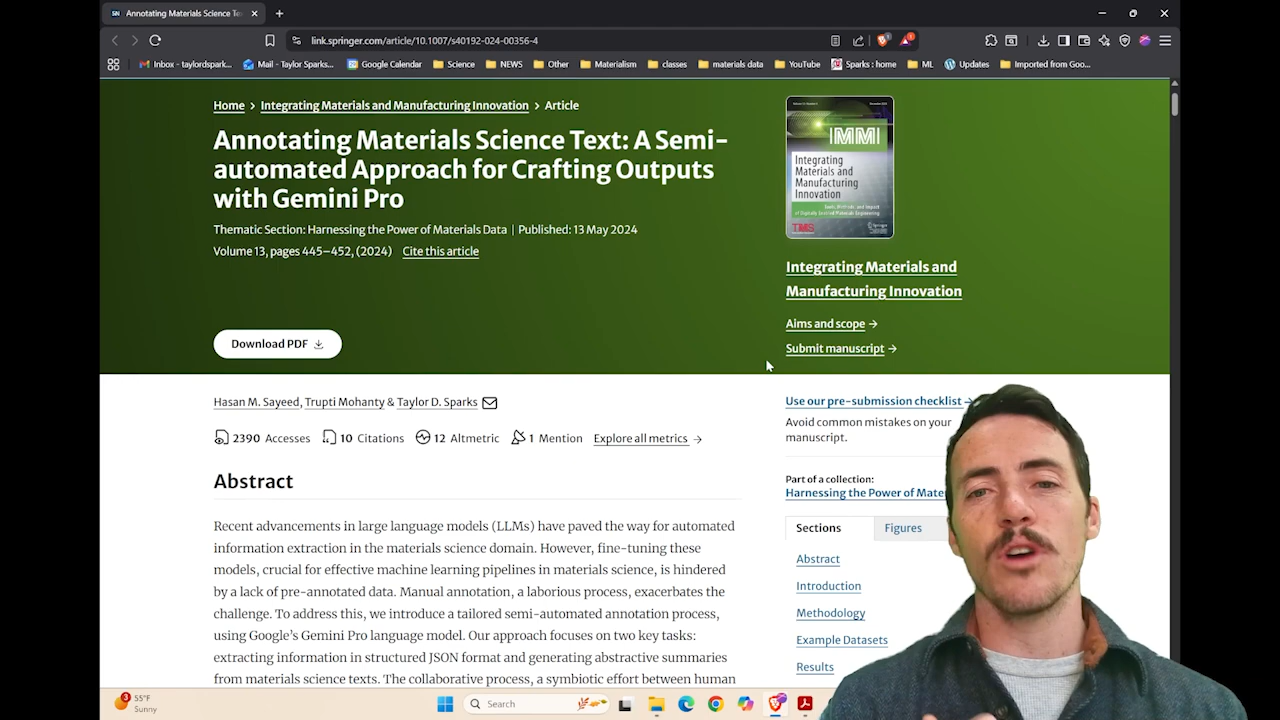 Annotating Materials Science Te
link.springer.com/article/10.1007/s40192-024-00356-4
Inbox - taylordspark... Mail - Taylor Sparks... Google Calendar Science NEWS Other Materialism classes materials data YouTube Sparks : home ML Updates Imported from Goo...
Home > Integrating Materials and Manufacturing Innovation > Article
Annotating Materials Science Text: A Semi-
automated Approach for Crafting Outputs
with Gemini Pro
Thematic Section: Harnessing the Power of Materials Data | Published: 13 May 2024
Volume 13, pages 445–452, (2024) Cite this article
Download PDF
IMMI
Integrating
Materials and
Manufacturing
Innovation
TMS
Integrating Materials and
Manufacturing Innovation
Aims and scope →
Submit manuscript →
Hasan M. Sayeed, Trupti Mohanty & Taylor D. Sparks
2390 Accesses 10 Citations 12 Altmetric 1 Mention Explore all metrics →
Abstract
Recent advancements in large language models (LLMs) have paved the way for automated
information extraction in the materials science domain. However, fine-tuning these
models, crucial for effective machine learning pipelines in materials science, is hindered
by a lack of pre-annotated data. Manual annotation, a laborious process, exacerbates the
challenge. To address this, we introduce a tailored semi-automated annotation process,
using Google’s Gemini Pro language model. Our approach focuses on two key tasks:
extracting information in structured JSON format and generating abstractive summaries
from materials science texts. The collaborative process, a symbiotic effort between human
Use our pre-submission checklist →
Avoid common mistakes on your
manuscript.
Part of a collection:
Harnessing the Power of Mate
Sections Figures
Abstract
Introduction
Methodology
Example Datasets
Results
3
55°F
Sunny
Search